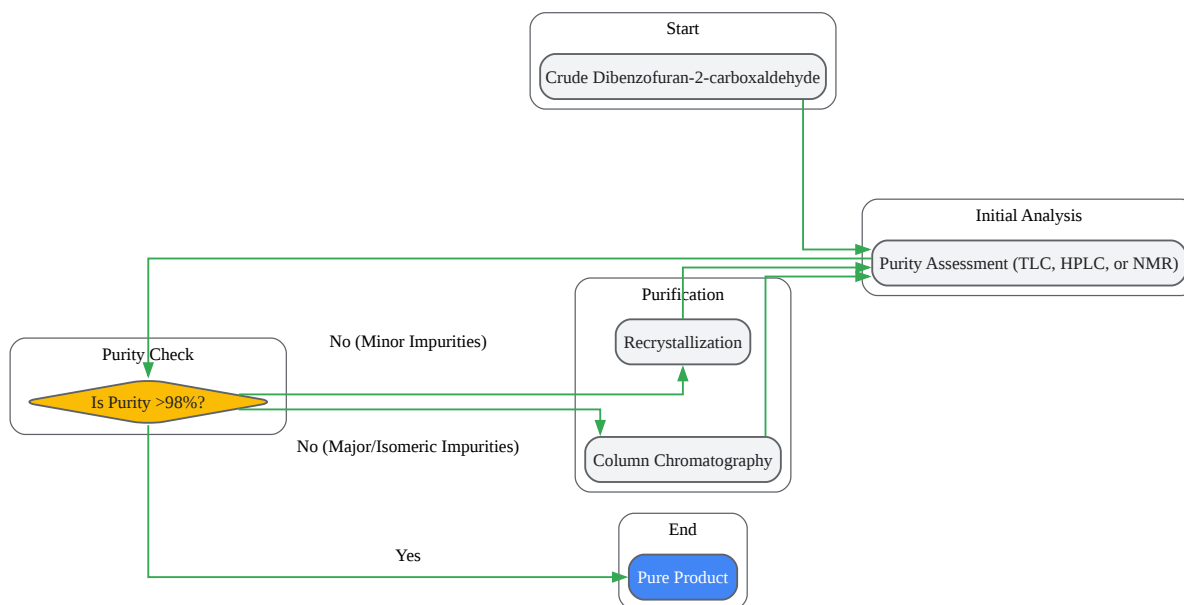 Start
Crude Dibenzofuran-2-carboxaldehyde
Initial Analysis
Purity Assessment (TLC, HPLC, or NMR)
Purification
Recrystallization
No (Minor Impurities)
Purity Check
Is Purity >98%?
No (Major/Isomeric Impurities)
Column Chromatography
End
Yes
Pure Product